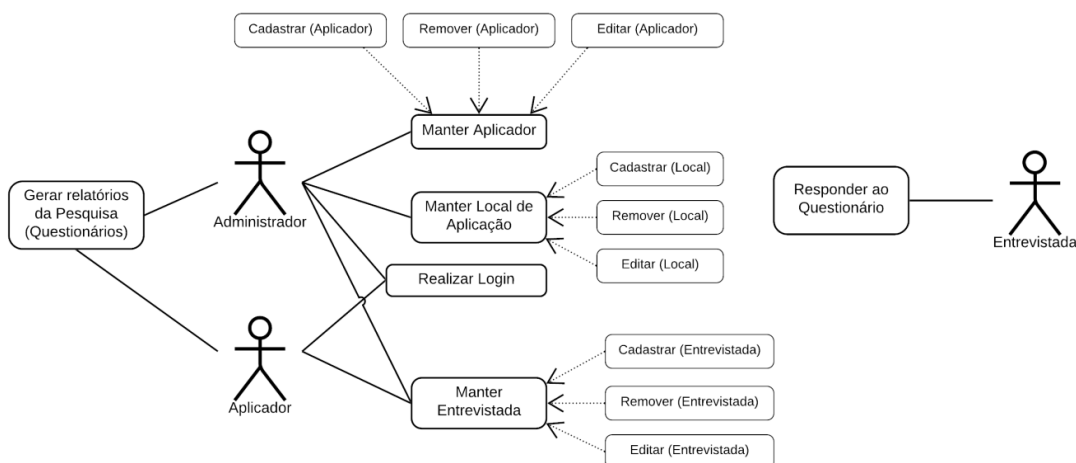 Cadastrar (Aplicador)
Remover (Aplicador)
Editar (Aplicador)
Manter Aplicador
Gerar relatórios
da Pesquisa
(Questionários)
Administrador
Manter Local de
Aplicação
Cadastrar (Local)
Remover (Local)
Editar (Local)
Realizar Login
Aplicador
Manter
Entrevistada
Cadastrar (Entrevistada)
Remover (Entrevistada)
Editar (Entrevistada)
Responder ao
Questionário
Entrevistada